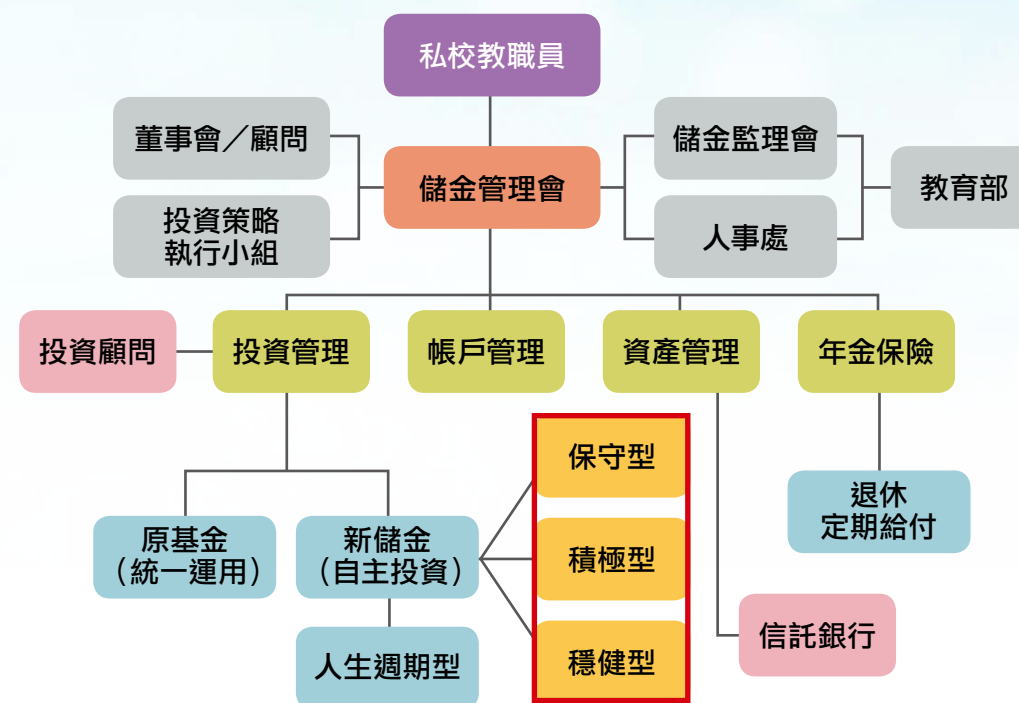 私校教職員
董事會／顧問
儲金監理會
儲金管理會
教育部
投資策略
執行小組
人事處
投資顧問
投資管理
帳戶管理
資產管理
年金保險
保守型
退休
定期給付
原基金
（統一運用）
新儲金
（自主投資）
積極型
信託銀行
人生週期型
穩健型